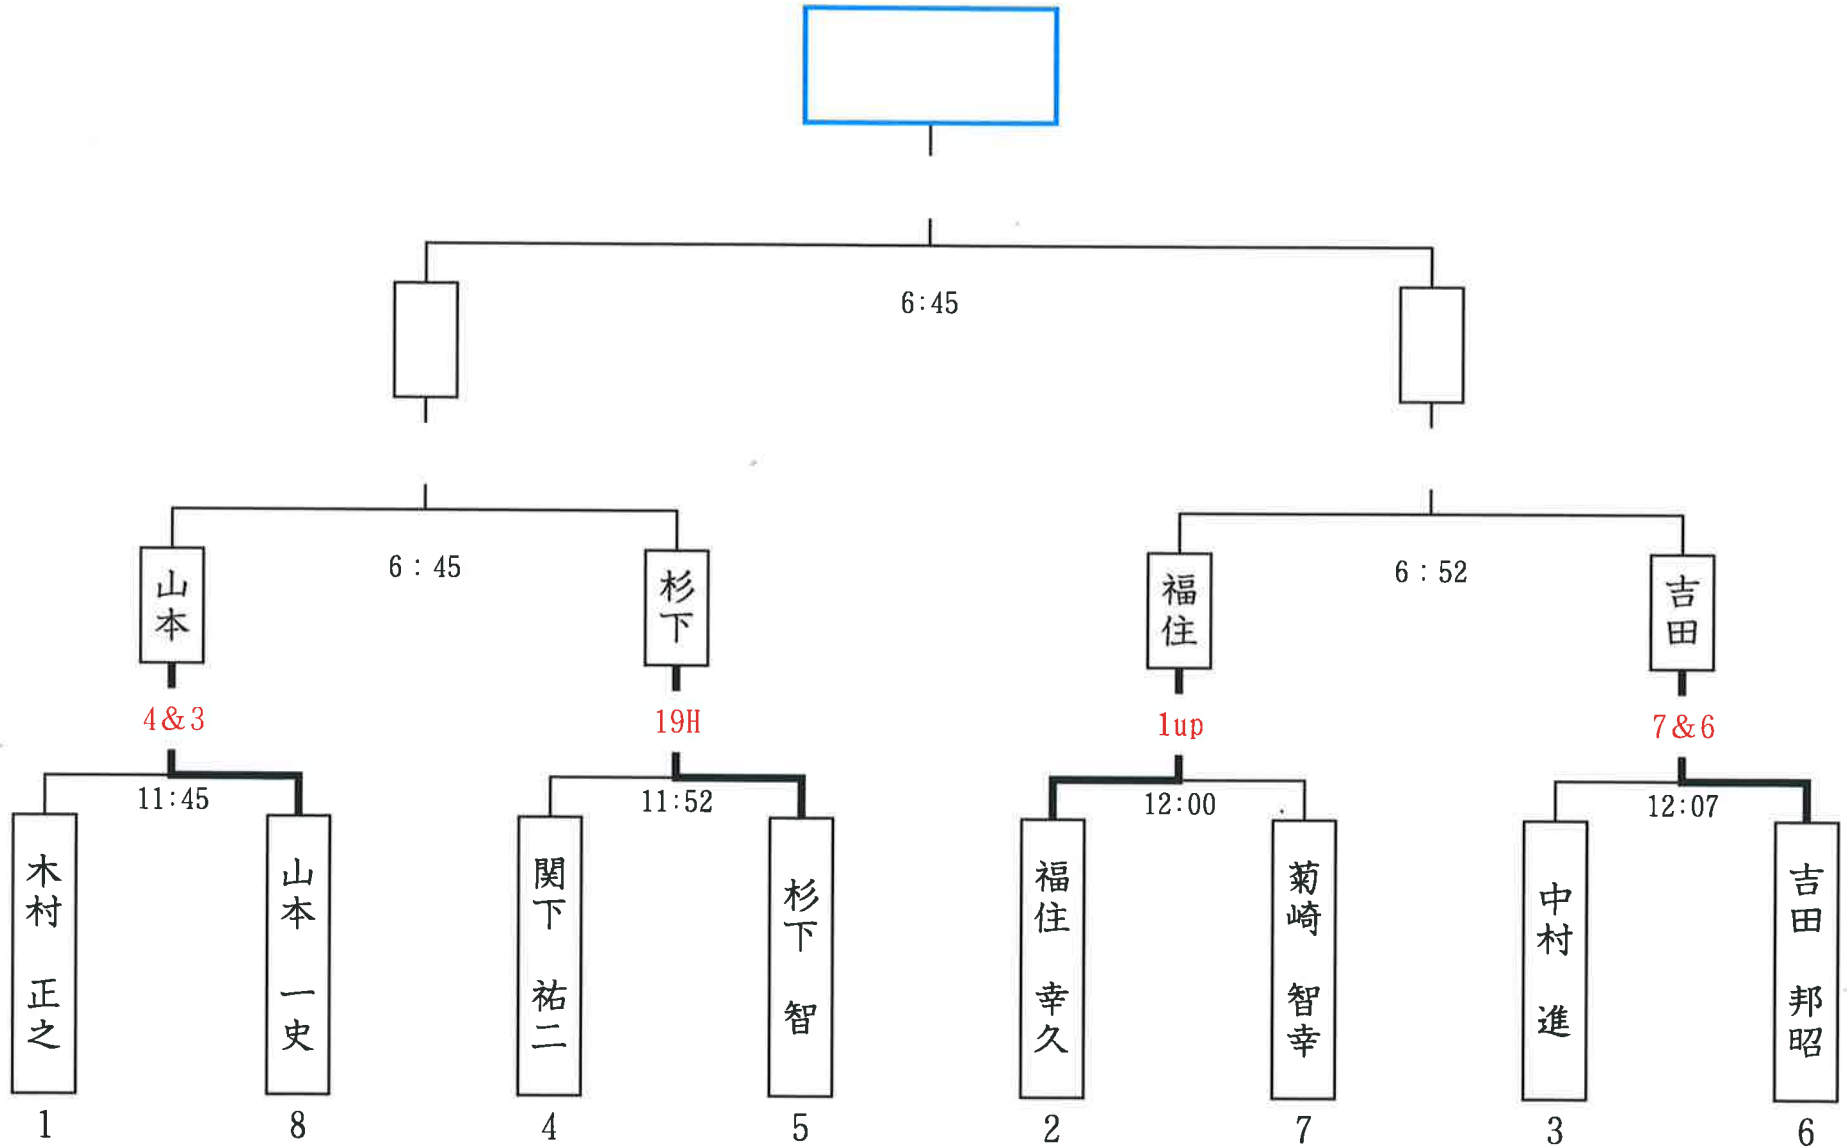 6:45
6:45
6:52
山本
杉下
福住
吉田
4&3
19H
1up
7&6
11:45
11:52
12:00
12:07
木村 正之
山本 一史
関下 祐二
杉下 智
福住 幸久
菊崎 智幸
中村 進
吉田 邦昭
1
8
4
5
2
7
3
6